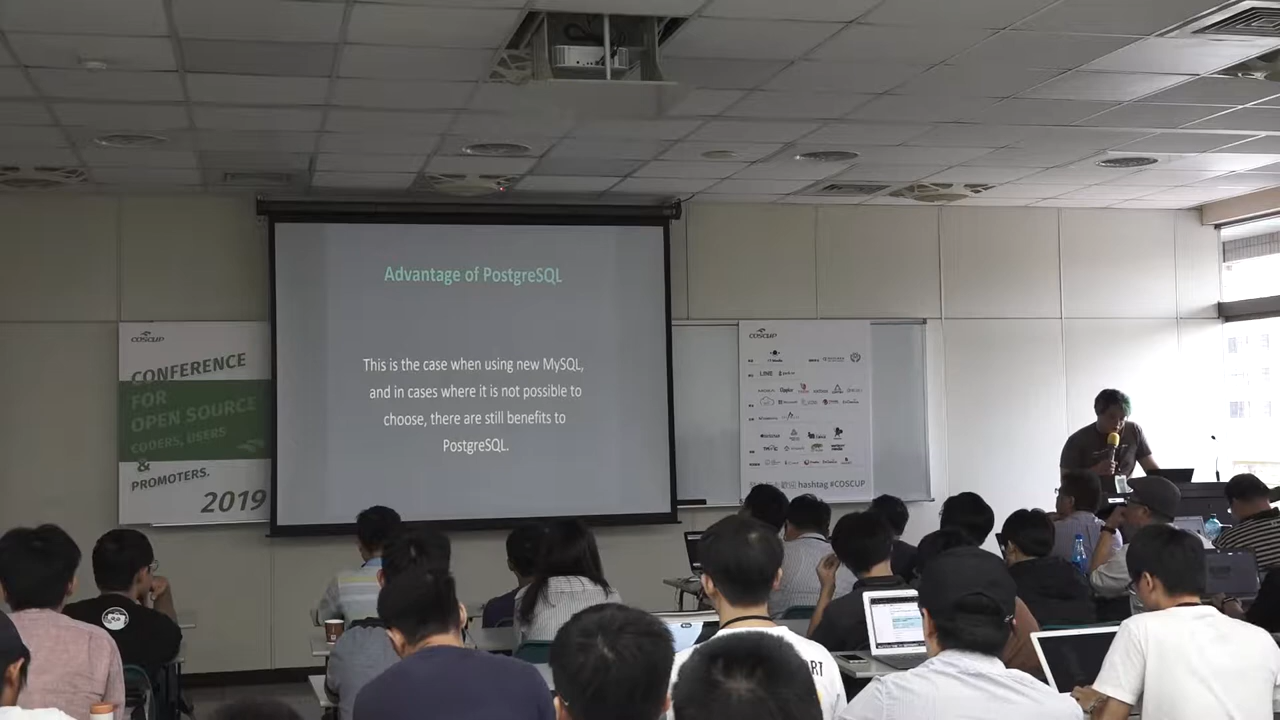 Advantage of PostgreSQL
This is the case when using new MySQL,
and in cases where it is not possible to
choose, there are still benefits to
PostgreSQL.
COSCUP
CONFERENCE
FOR
OPEN SOURCE
CODERS, USERS
&
PROMOTERS.
2019
COSCUP
LINE
hashtag #COSCUP